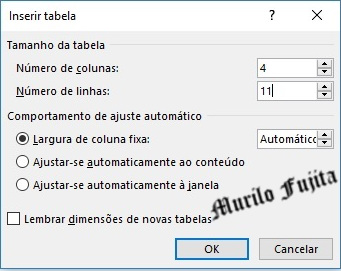 Inserir tabela
Tamanho da tabela
Número de colunas: 4
Número de linhas: 11
Comportamento de ajuste automático
Largura de coluna fixa: Automático
Ajustar-se automaticamente ao conteúdo
Ajustar-se automaticamente à janela
Murilo Fujita
Lembrar dimensões de novas tabelas
OK Cancelar